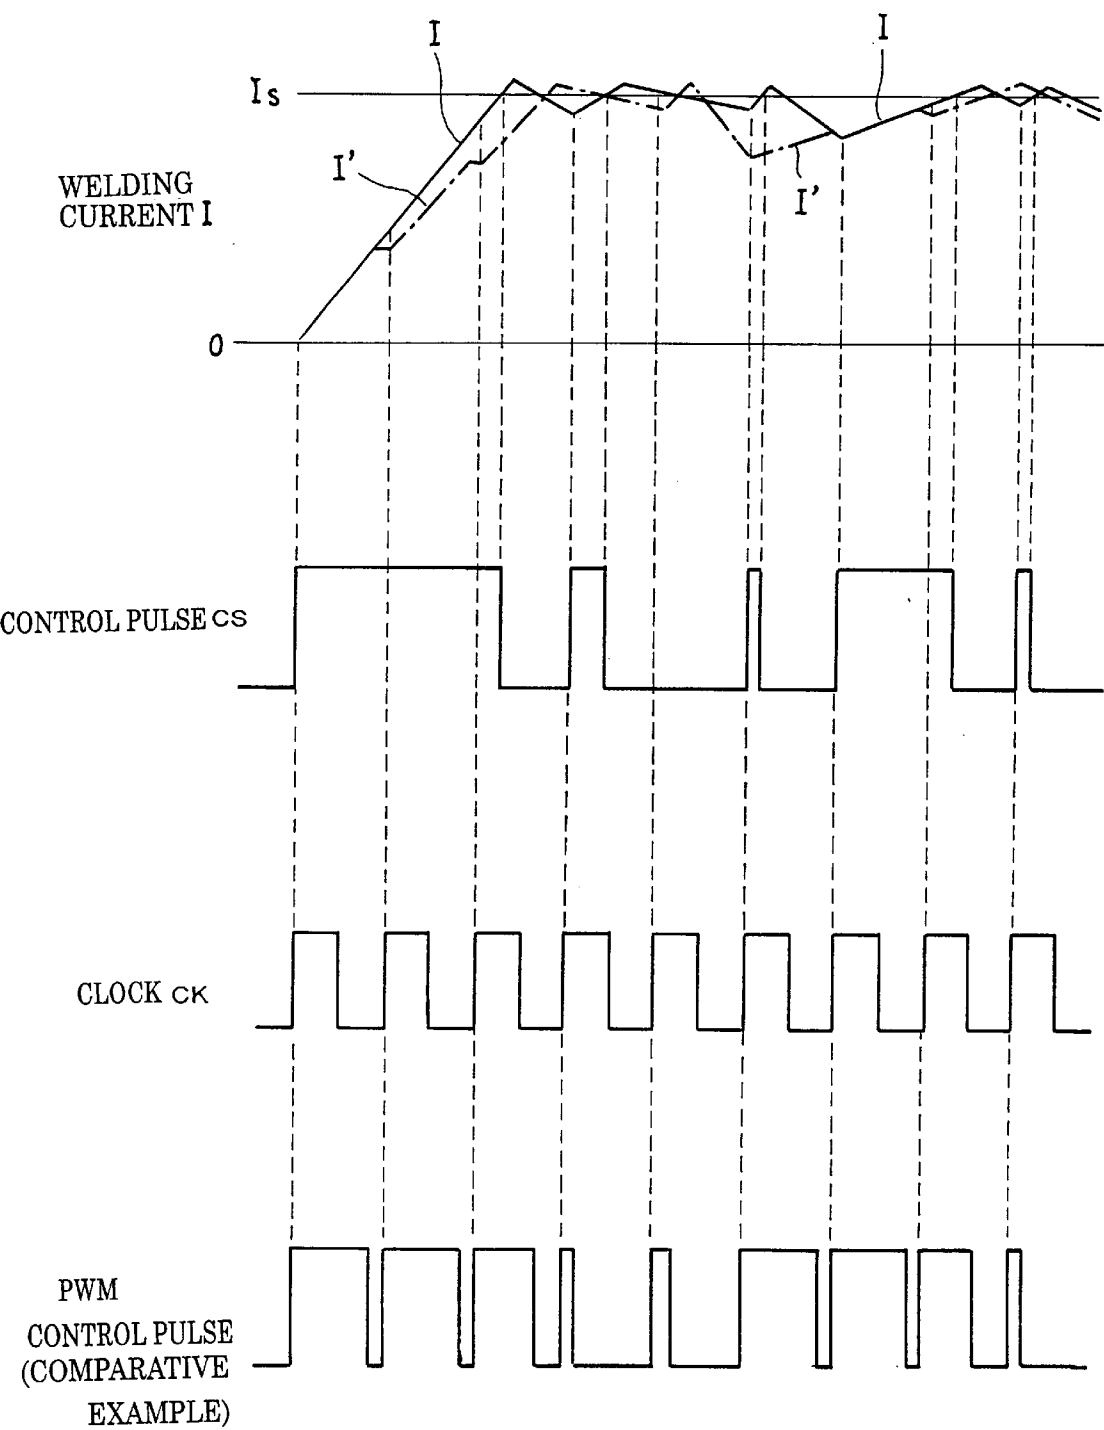 I
I
Is
I'
WELDING
CURRENT I
I'
0
CONTROL PULSE CS
CLOCK CK
PWM
CONTROL PULSE
(COMPARATIVE
EXAMPLE)